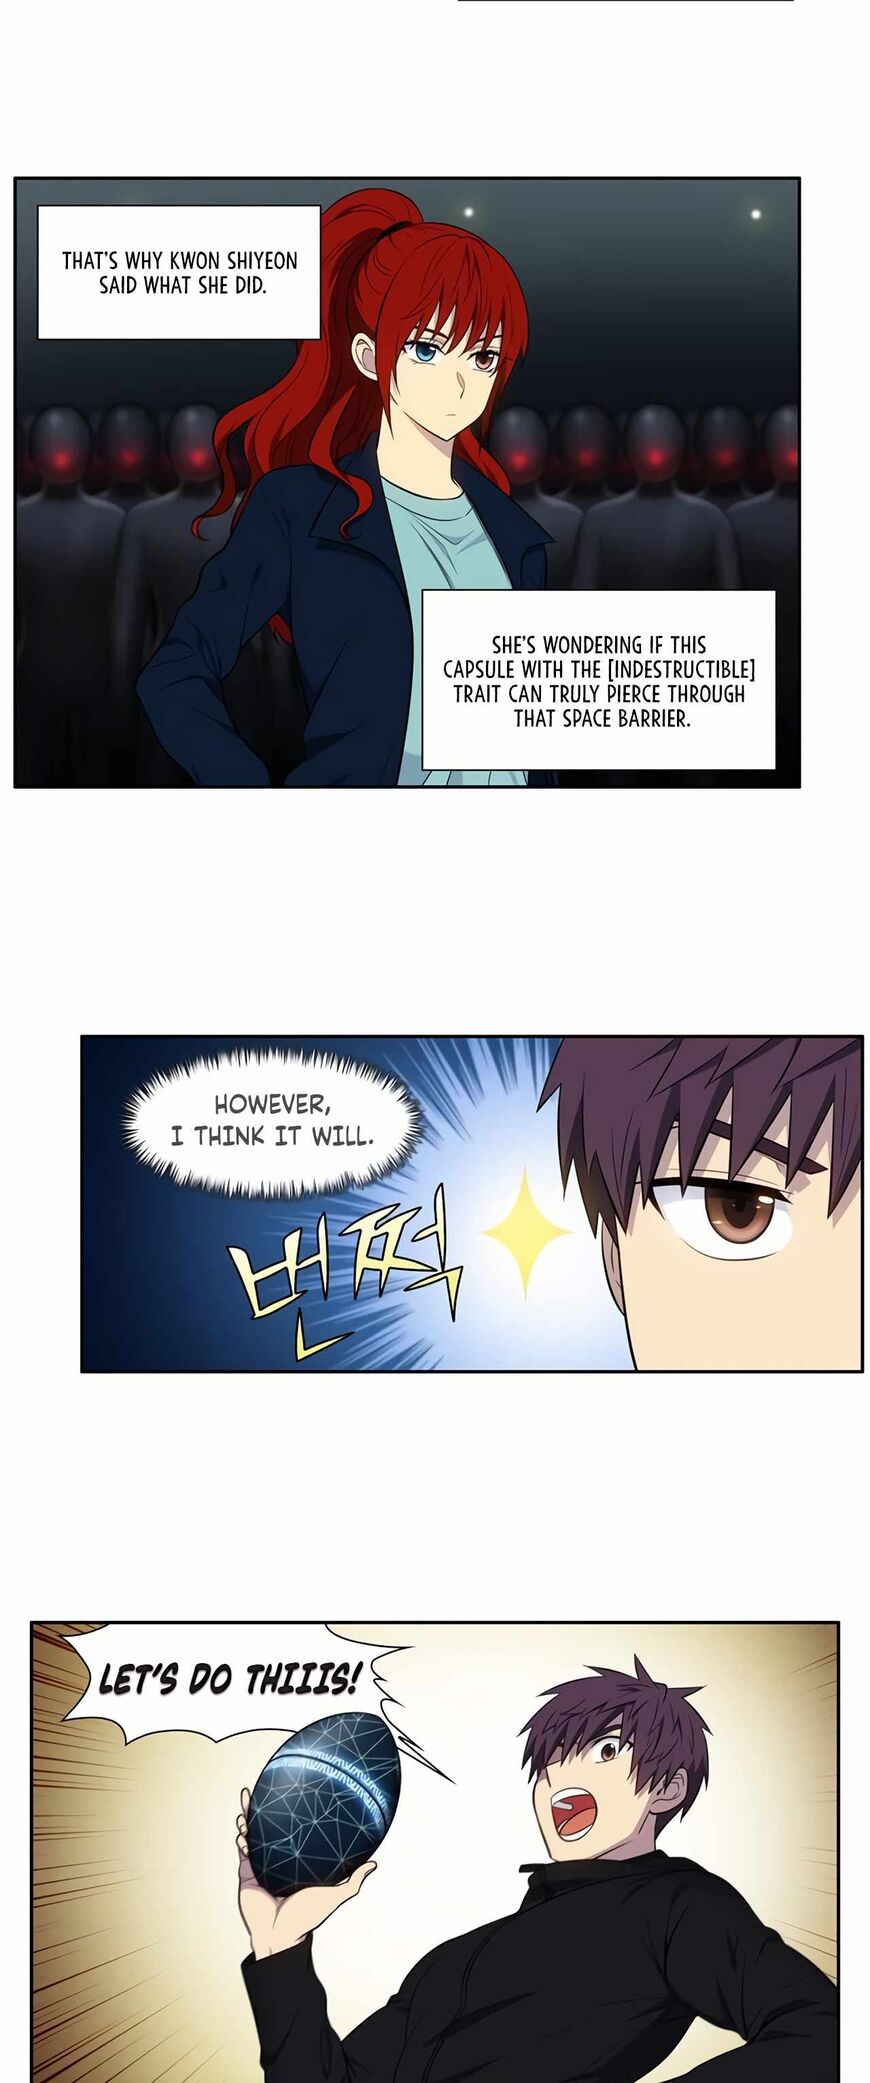 THAT'S WHY KWON SHIYEON
SAID WHAT SHE DID.
SHE'S WONDERING IF THIS
CAPSULE WITH THE [INDESTRUCTIBLE]
TRAIT CAN TRULY PIERCE THROUGH
THAT SPACE BARRIER.
HOWEVER,
I THINK IT WILL.
번쩍
LET'S DO THIIIS!